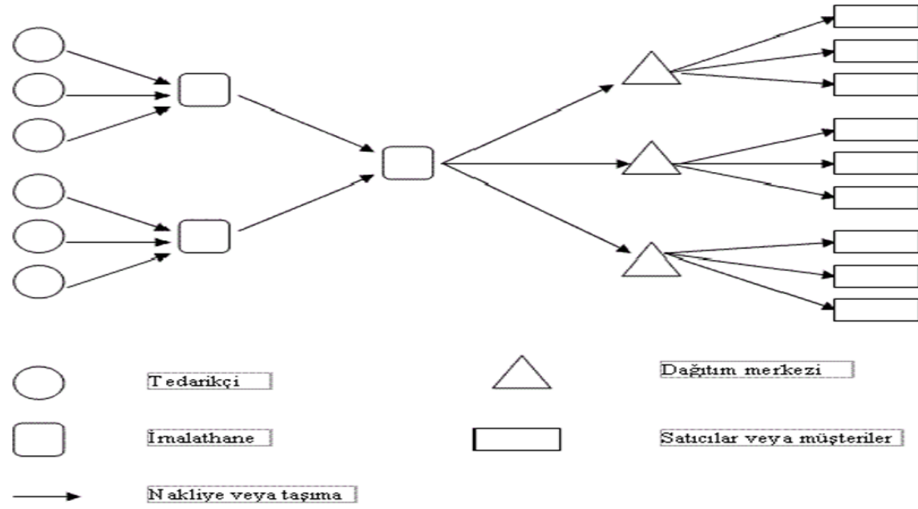 Tedarikçi
Dağıtım merkezi
İmalathane
Satıcılar veya müşteriler
Nakliye veya taşıma